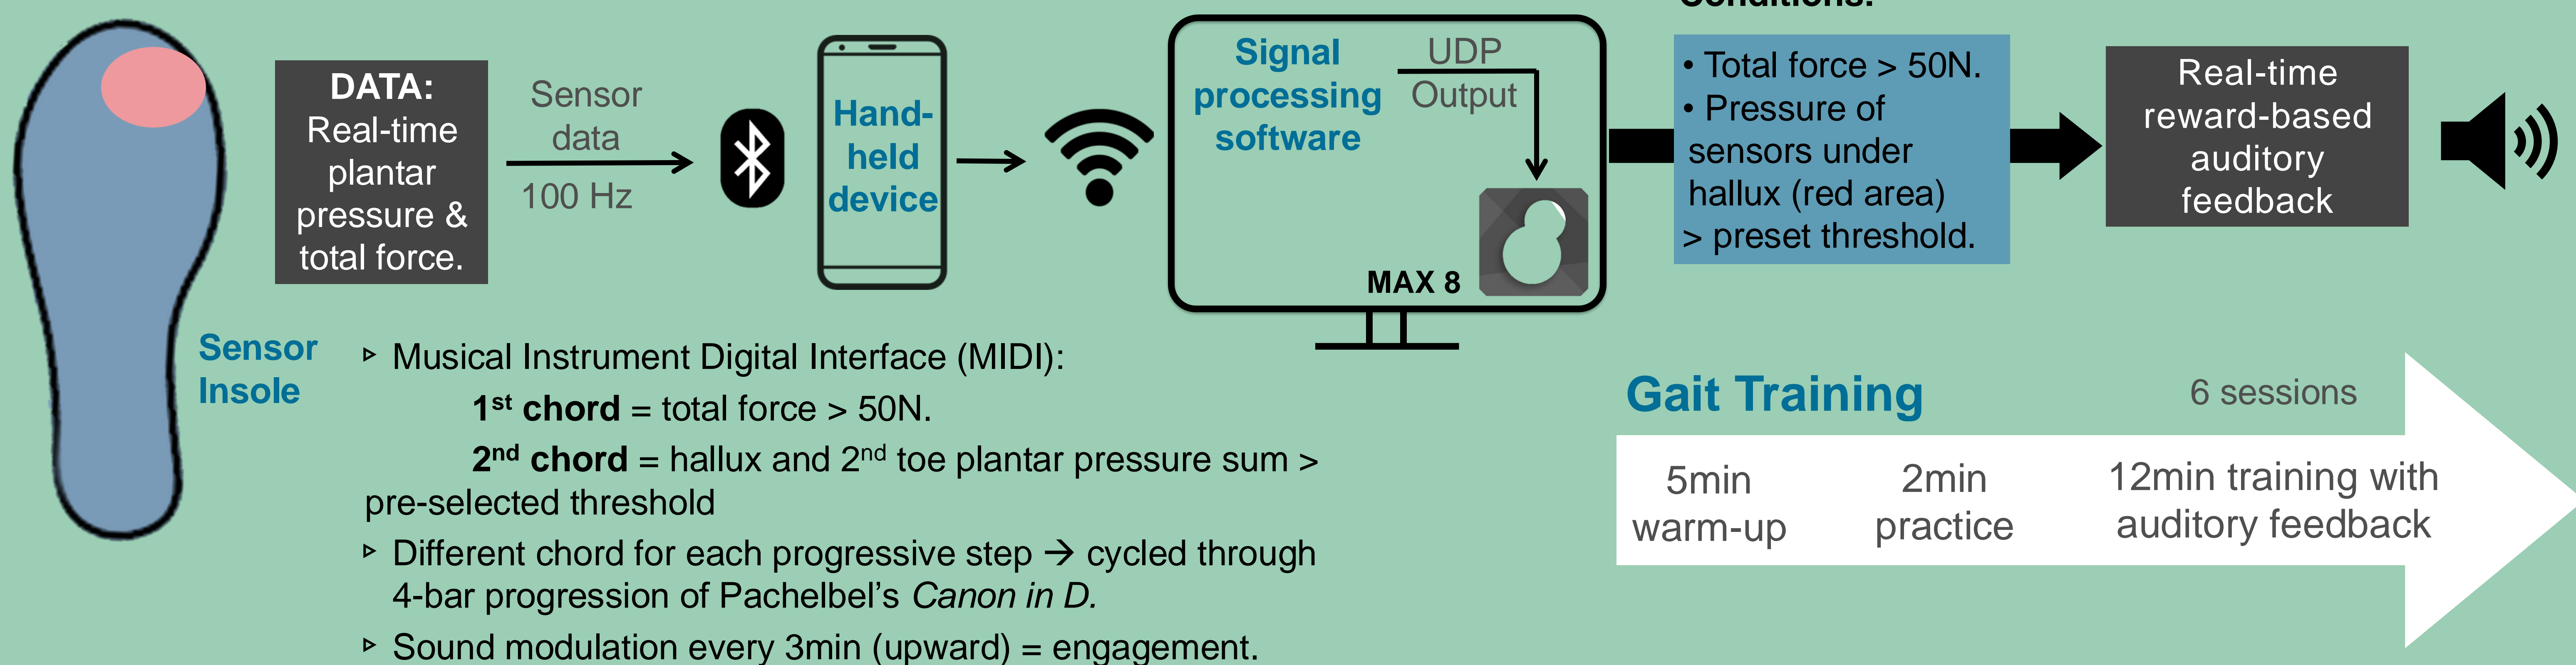 Conditions:
DATA:
Real-time
plantar
pressure &
total force.
Sensor
data
100 Hz
Hand-
held
device
Signal
processing
software
UDP
Output
MAX 8
• Total force > 50N.
• Pressure of
sensors under
hallux (red area)
> preset threshold.
Real-time
reward-based
auditory
feedback
Sensor
Insole
▹ Musical Instrument Digital Interface (MIDI):
1st chord = total force > 50N.
2nd chord = hallux and 2nd toe plantar pressure sum >
pre-selected threshold
▹ Different chord for each progressive step → cycled through
4-bar progression of Pachelbel’s Canon in D.
▹ Sound modulation every 3min (upward) = engagement.
Gait Training
6 sessions
5min
warm-up
2min
practice
12min training with
auditory feedback